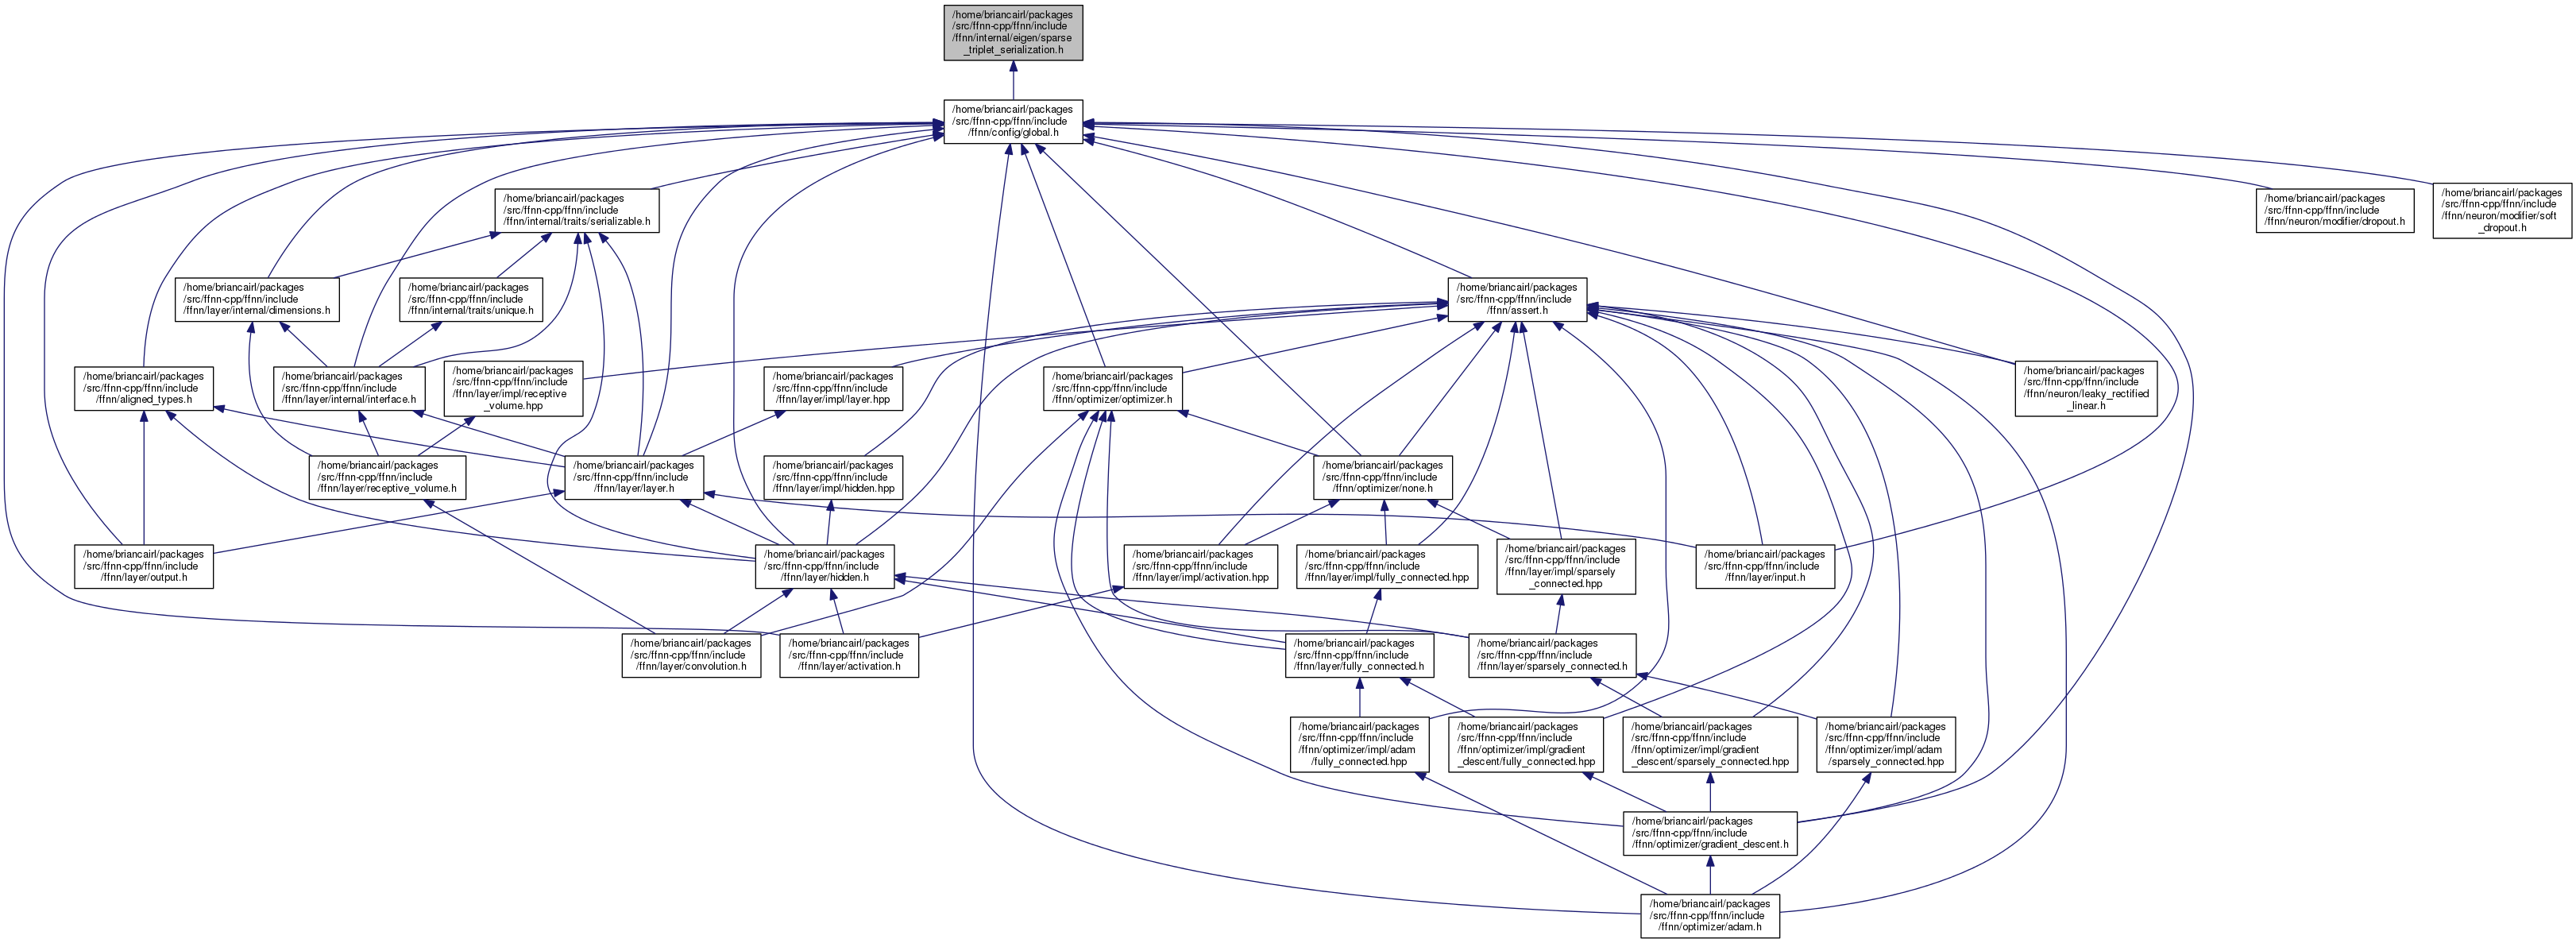 /home/briancairl/packages
/src/ffnn-cpp/ffnn/include
/ffnn/internal/eigen/sparse
_triplet_serialization.h
/home/briancairl/packages
/src/ffnn-cpp/ffnn/include
/ffnn/config/global.h
/home/briancairl/packages
/src/ffnn-cpp/ffnn/include
/ffnn/internal/traits/serializable.h
/home/briancairl/packages
/src/ffnn-cpp/ffnn/include
/ffnn/neuron/modifier/dropout.h
/home/briancairl/packages
/src/ffnn-cpp/ffnn/include
/ffnn/neuron/modifier/soft
_dropout.h
/home/briancairl/packages
/src/ffnn-cpp/ffnn/include
/ffnn/layer/internal/dimensions.h
/home/briancairl/packages
/src/ffnn-cpp/ffnn/include
/ffnn/internal/traits/unique.h
/home/briancairl/packages
/src/ffnn-cpp/ffnn/include
/ffnn/assert.h
/home/briancairl/packages
/src/ffnn-cpp/ffnn/include
/ffnn/aligned_types.h
/home/briancairl/packages
/src/ffnn-cpp/ffnn/include
/ffnn/layer/internal/interface.h
/home/briancairl/packages
/src/ffnn-cpp/ffnn/include
/ffnn/layer/impl/receptive
_volume.hpp
/home/briancairl/packages
/src/ffnn-cpp/ffnn/include
/ffnn/layer/impl/layer.hpp
/home/briancairl/packages
/src/ffnn-cpp/ffnn/include
/ffnn/optimizer/optimizer.h
/home/briancairl/packages
/src/ffnn-cpp/ffnn/include
/ffnn/neuron/leaky_rectified
_linear.h
/home/briancairl/packages
/src/ffnn-cpp/ffnn/include
/ffnn/layer/receptive_volume.h
/home/briancairl/packages
/src/ffnn-cpp/ffnn/include
/ffnn/layer/layer.h
/home/briancairl/packages
/src/ffnn-cpp/ffnn/include
/ffnn/layer/impl/hidden.hpp
/home/briancairl/packages
/src/ffnn-cpp/ffnn/include
/ffnn/optimizer/none.h
/home/briancairl/packages
/src/ffnn-cpp/ffnn/include
/ffnn/layer/output.h
/home/briancairl/packages
/src/ffnn-cpp/ffnn/include
/ffnn/layer/hidden.h
/home/briancairl/packages
/src/ffnn-cpp/ffnn/include
/ffnn/layer/impl/activation.hpp
/home/briancairl/packages
/src/ffnn-cpp/ffnn/include
/ffnn/layer/impl/fully_connected.hpp
/home/briancairl/packages
/src/ffnn-cpp/ffnn/include
/ffnn/layer/impl/sparsely
_connected.hpp
/home/briancairl/packages
/src/ffnn-cpp/ffnn/include
/ffnn/layer/input.h
/home/briancairl/packages
/src/ffnn-cpp/ffnn/include
/ffnn/layer/convolution.h
/home/briancairl/packages
/src/ffnn-cpp/ffnn/include
/ffnn/layer/activation.h
/home/briancairl/packages
/src/ffnn-cpp/ffnn/include
/ffnn/layer/fully_connected.h
/home/briancairl/packages
/src/ffnn-cpp/ffnn/include
/ffnn/layer/sparsely_connected.h
/home/briancairl/packages
/src/ffnn-cpp/ffnn/include
/ffnn/optimizer/impl/adam
/fully_connected.hpp
/home/briancairl/packages
/src/ffnn-cpp/ffnn/include
/ffnn/optimizer/impl/gradient
_descent/fully_connected.hpp
/home/briancairl/packages
/src/ffnn-cpp/ffnn/include
/ffnn/optimizer/impl/gradient
_descent/sparsely_connected.hpp
/home/briancairl/packages
/src/ffnn-cpp/ffnn/include
/ffnn/optimizer/impl/adam
/sparsely_connected.hpp
/home/briancairl/packages
/src/ffnn-cpp/ffnn/include
/ffnn/optimizer/gradient_descent.h
/home/briancairl/packages
/src/ffnn-cpp/ffnn/include
/ffnn/optimizer/adam.h